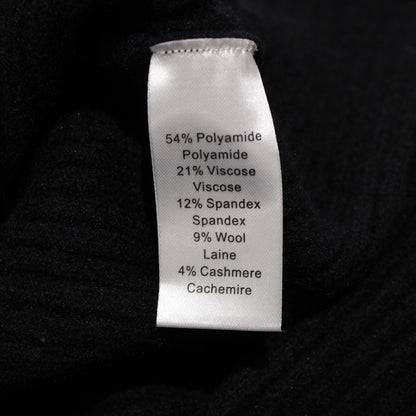 54% Polyamide
Polyamide
21% Viscose
Viscose
12% Spandex
Spandex
9% Wool
Laine
4% Cashmere
Cachemire